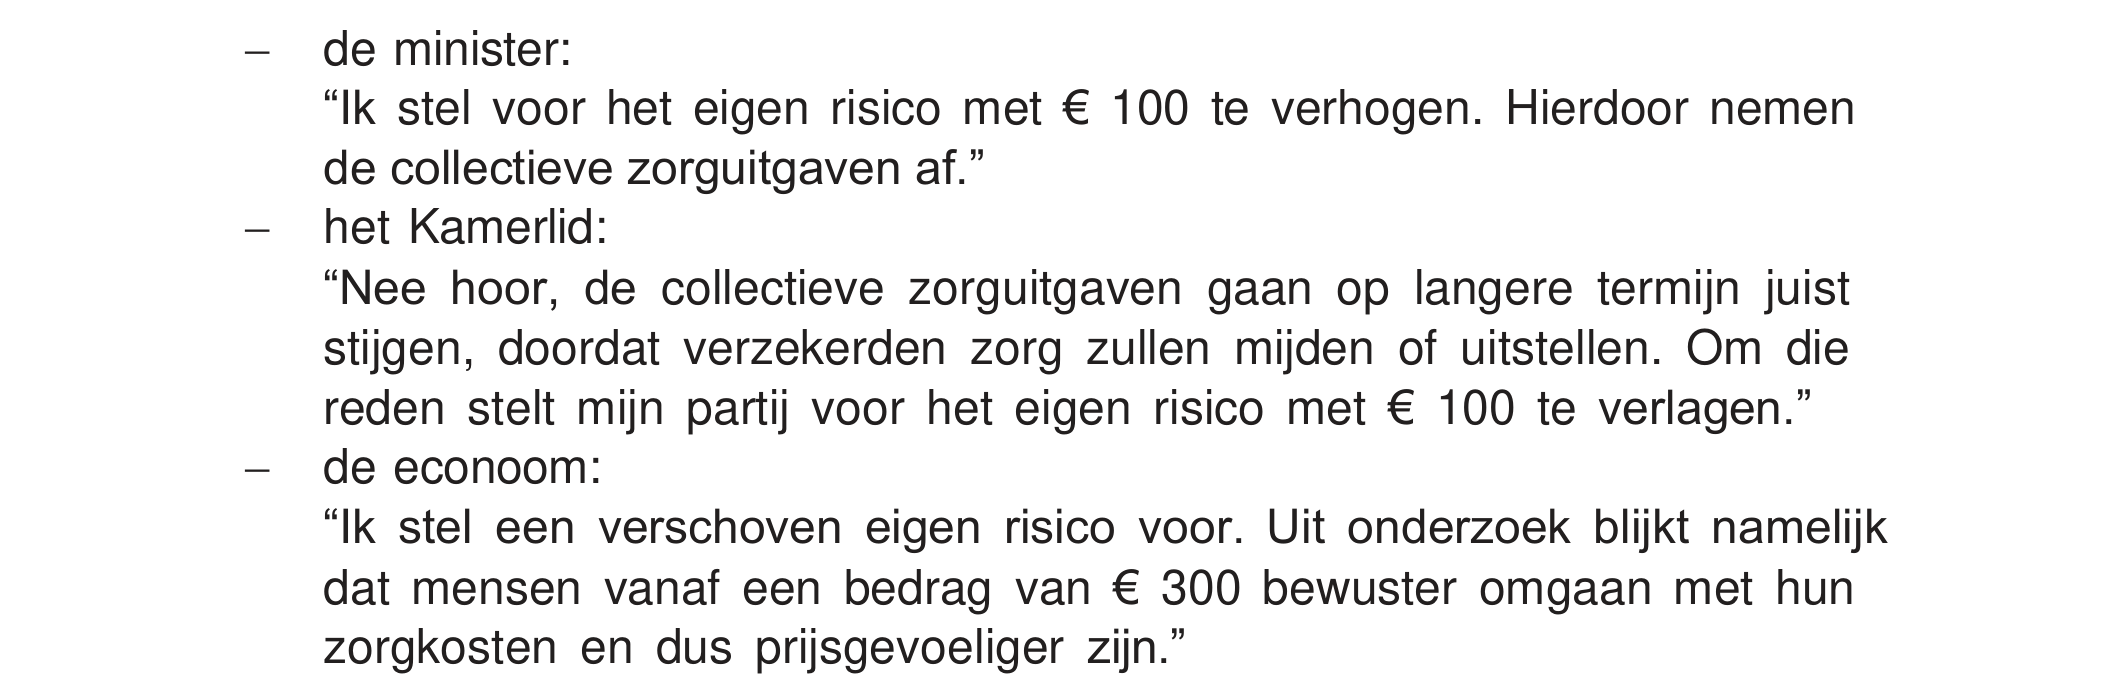 – de minister:
“Ik stel voor het eigen risico met € 100 te verhogen. Hierdoor nemen
de collectieve zorguitgaven af.”
– het Kamerlid:
“Nee hoor, de collectieve zorguitgaven gaan op langere termijn juist
stijgen, doordat verzekerden zorg zullen mijden of uitstellen. Om die
reden stelt mijn partij voor het eigen risico met € 100 te verlagen.”
– de econoom:
“Ik stel een verschoven eigen risico voor. Uit onderzoek blijkt namelijk
dat mensen vanaf een bedrag van € 300 bewuster omgaan met hun
zorgkosten en dus prijsgevoeliger zijn.”